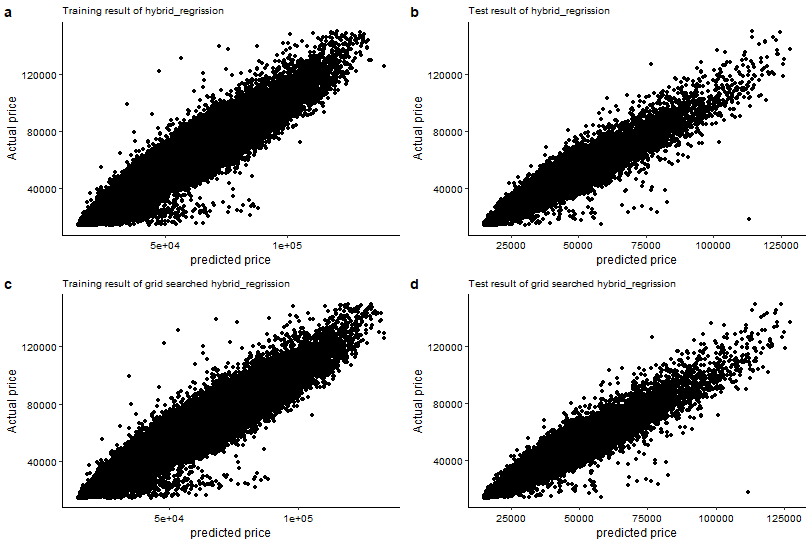 a
Training result of hybrid_regrission
120000
80000
40000
Actual price
5e+04
1e+05
predicted price
b
Test result of hybrid_regrission
120000
80000
40000
Actual price
25000
50000
75000
100000
125000
predicted price
c
Training result of grid searched hybrid_regrission
120000
80000
40000
Actual price
5e+04
1e+05
predicted price
d
Test result of grid searched hybrid_regrission
120000
80000
40000
Actual price
25000
50000
75000
100000
125000
predicted price